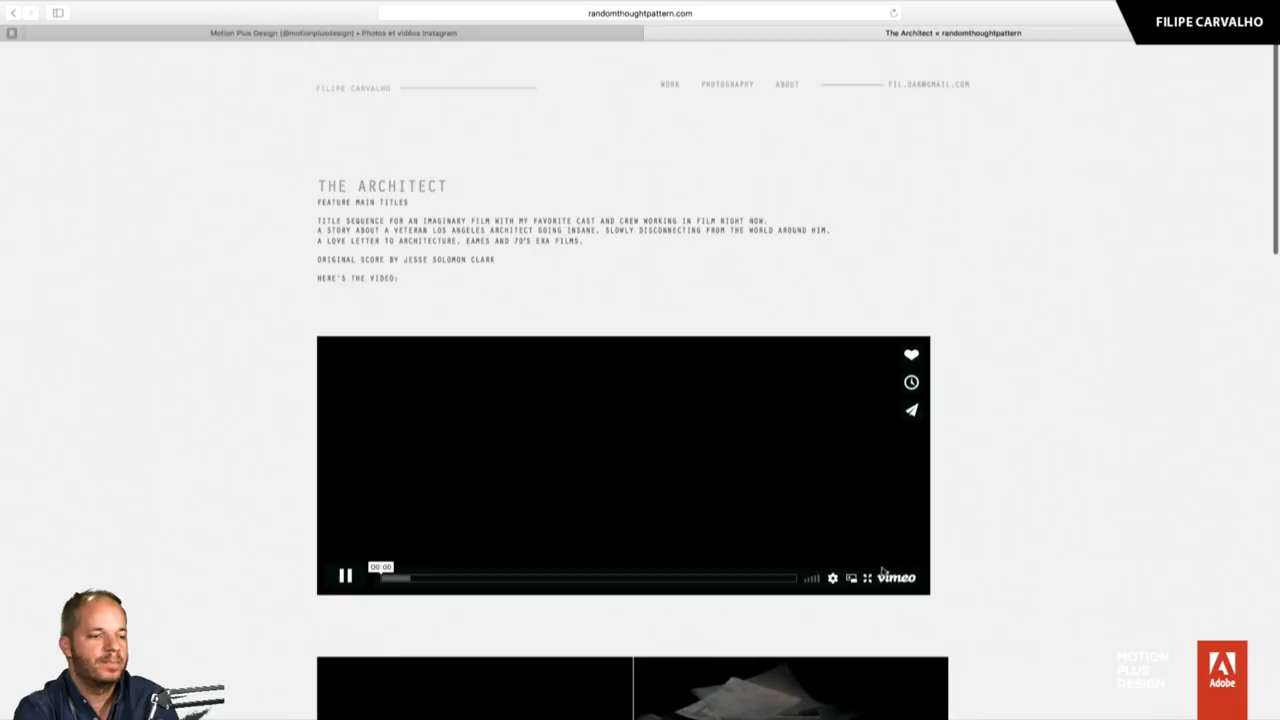 randomthoughtpattern.com
FILIPE CARVALHO
Motion Plus Design (@motionplusdesign) • Photos et vidéos Instagram
The Architect « randomthoughtpattern
FILIPE CARVALHO
WORK
PHOTOGRAPHY
ABOUT
FIL.DAK@GMAIL.COM
THE ARCHITECT
FEATURE MAIN TITLES
TITLE SEQUENCE FOR AN IMAGINARY FILM WITH MY FAVORITE CAST AND CREW WORKING IN FILM RIGHT NOW.
A STORY ABOUT A VETERAN LOS ANGELES ARCHITECT GOING INSANE, SLOWLY DISCONNECTING FROM THE WORLD AROUND HIM.
A LOVE LETTER TO ARCHITECTURE, EAMES AND 70'S ERA FILMS.
ORIGINAL SCORE BY JESSE SOLOMON CLARK
HERE'S THE VIDEO:
00:00
vimeo
MOTION
PLUS
DESIGN
Adobe